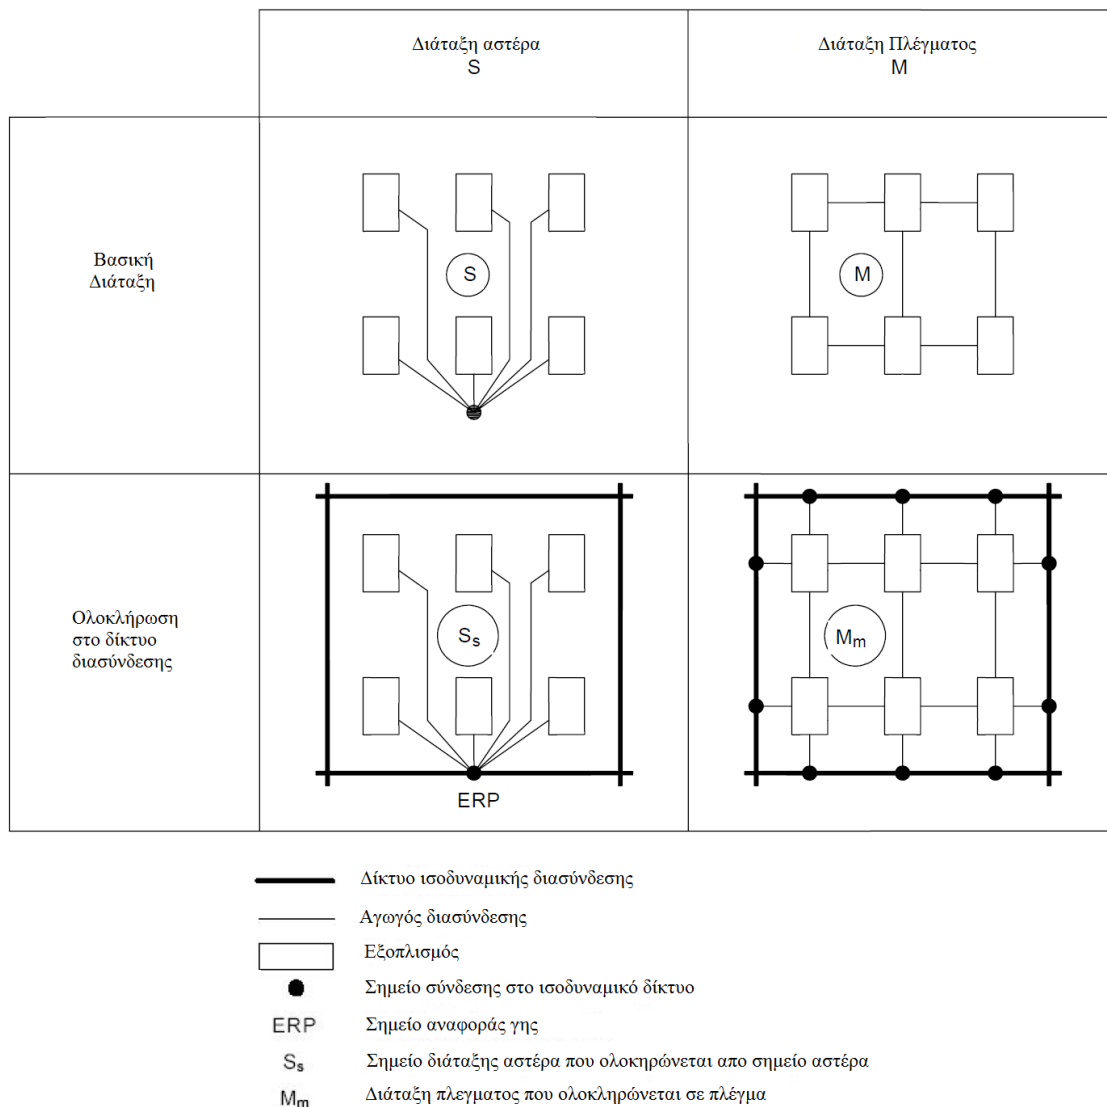 Διάταξη αστέρα
S
Διάταξη Πλέγματος
M
Βασική
Διάταξη
S
M
Ολοκλήρωση
στο δίκτυο
διασύνδεσης
Ss
ERP
Mm
Δίκτυο ισοδυναμικής διασύνδεσης
Αγωγός διασύνδεσης
Εξοπλισμός
Σημείο σύνδεσης στο ισοδυναμικό δίκτυο
ERP Σημείο αναφοράς γης
Ss Σημείο διάταξης αστέρα που ολοκηρώνεται απο σημείο αστέρα
Mm Διάταξη πλεγματος που ολοκληρώνεται σε πλέγμα